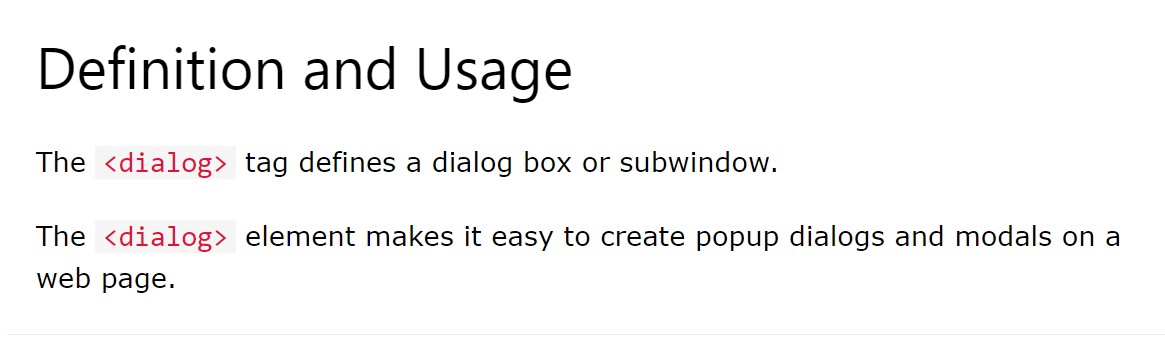 Definition and Usage
The <dialog> tag defines a dialog box or subwindow.
The <dialog> element makes it easy to create popup dialogs and modals on a
web page.